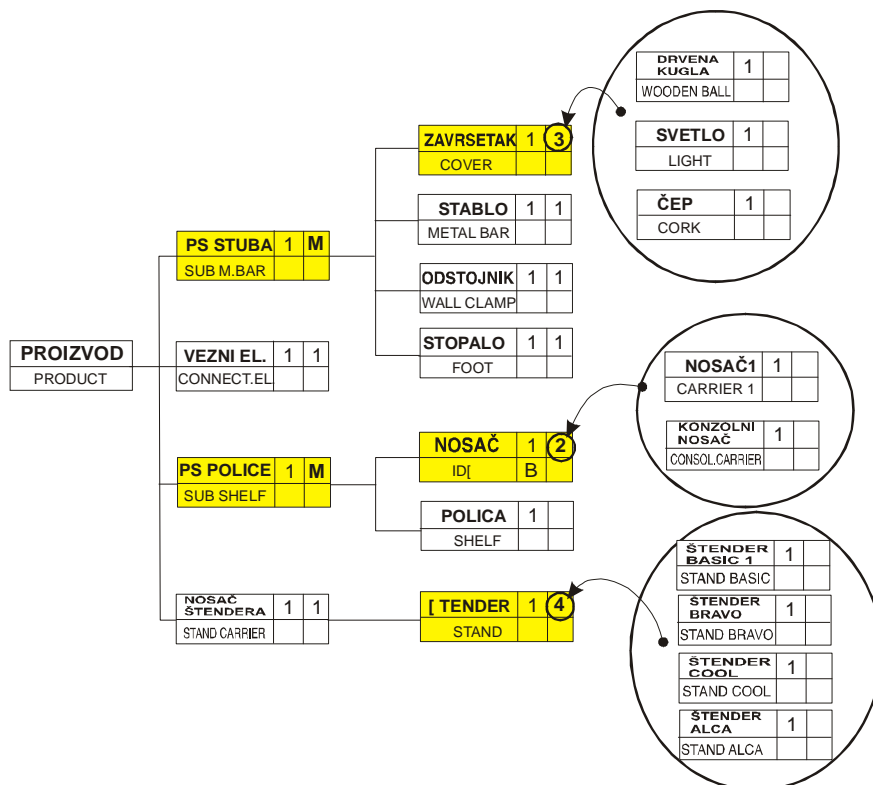 PROIZVOD
PRODUCT
PS STUBA 1 M
SUB M.BAR
VEZNI EL. 1 1
CONNECT.EL
PS POLICE 1 M
SUB SHELF
NOSAČ
ŠTENDERA 1 1
STAND CARRIER
ZAVRSETAK 1 3
COVER
STABLO 1 1
METAL BAR
ODSTOJNIK 1 1
WALL CLAMP
STOPALO 1 1
FOOT
NOSAČ 1 2
ID[ B
POLICA 1
SHELF
[ TENDER 1 4
STAND
DRVENA
KUGLA 1
WOODEN BALL
SVETLO 1
LIGHT
ČEP 1
CORK
NOSAČ1 1
CARRIER 1
KONZOLNI
NOSAČ 1
CONSOL.CARRIER
ŠTENDER
BASIC 1 1
STAND BASIC
ŠTENDER
BRAVO 1
STAND BRAVO
ŠTENDER
COOL 1
STAND COOL
ŠTENDER
ALCA 1
STAND ALCA